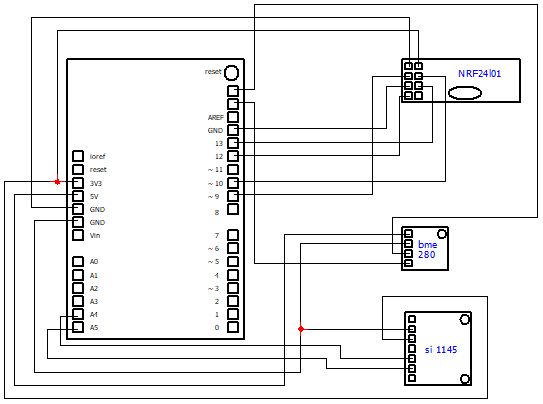 reset
NRF24l01
AREF
GND
13
12
~ 11
~ 10
~ 9
8
ioref
reset
3V3
5V
GND
GND
Vin
7
~ 6
~ 5
4
~ 3
2
1
0
A0
A1
A2
A3
A4
A5
bme
280
si 1145